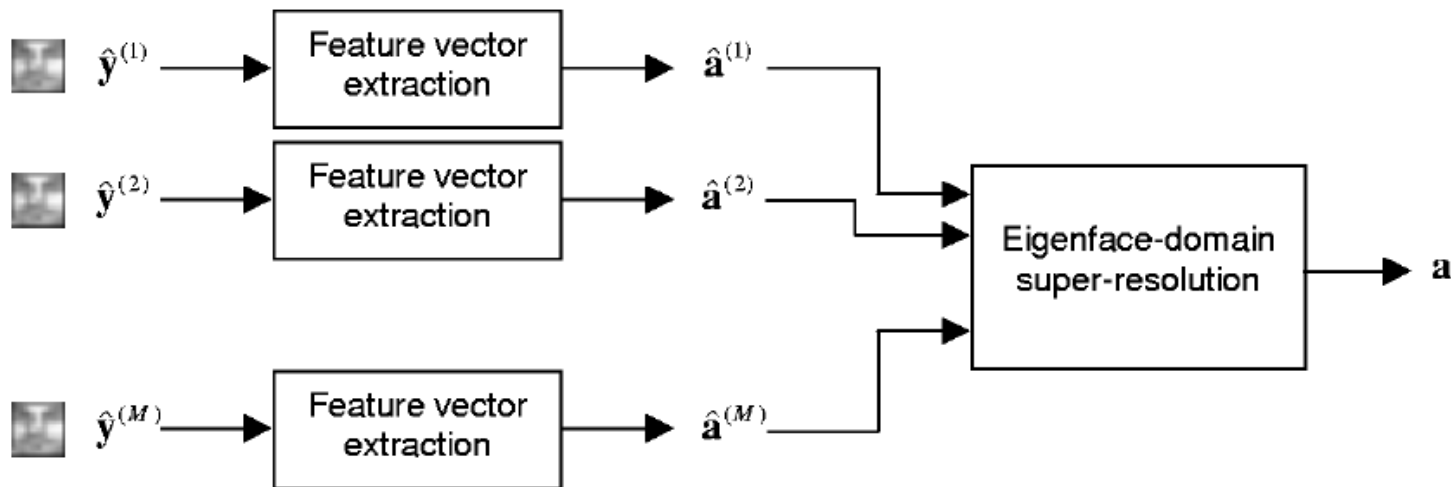 ŷ⁽¹⁾ Feature vector extraction â⁽¹⁾
ŷ⁽²⁾ Feature vector extraction â⁽²⁾
Eigenface-domain
super-resolution
a
ŷ⁽ᴹ⁾ Feature vector extraction â⁽ᴹ⁾